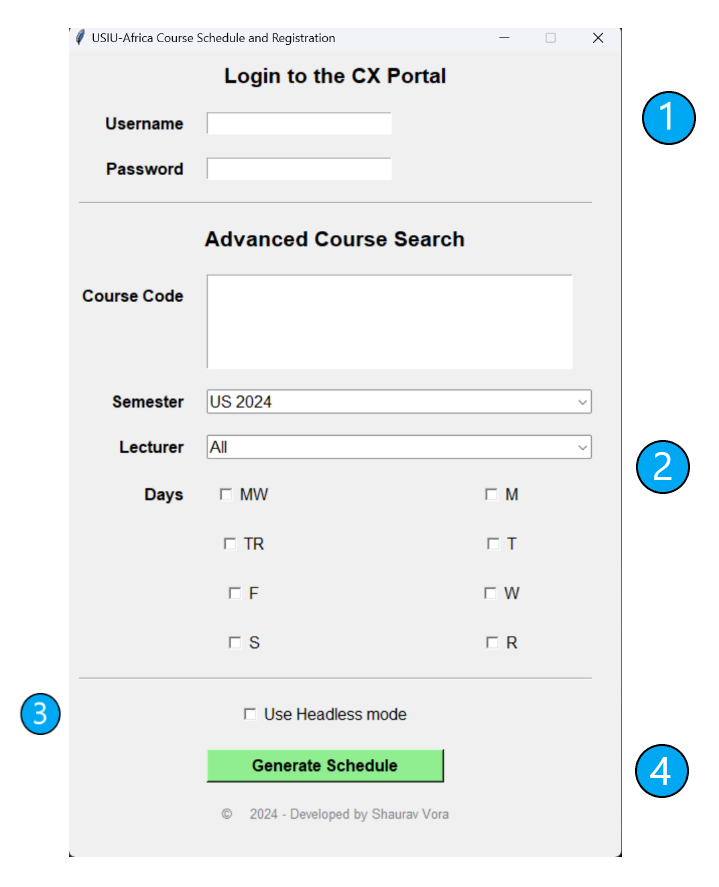 USIU-Africa Course Schedule and Registration
Login to the CX Portal
1
Username
Password
Advanced Course Search
Course Code
Semester US 2024
Lecturer All
2
Days MW M
TR T
F W
S R
3
Use Headless mode
Generate Schedule
4
© 2024 - Developed by Shaurav Vora